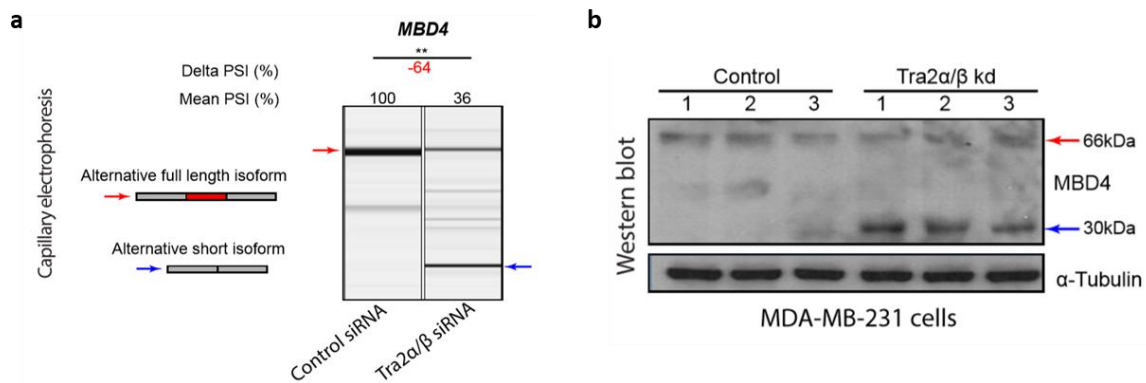 a
MBD4
**
Delta PSI (%) -64
Mean PSI (%) 100 36
Capillary electrophoresis
Alternative full length isoform
Alternative short isoform
Control siRNA
Tra2α/β siRNA
b
Control Tra2α/β kd
1 2 3 1 2 3
Western blot
66kDa
MBD4
30kDa
α-Tubulin
MDA-MB-231 cells